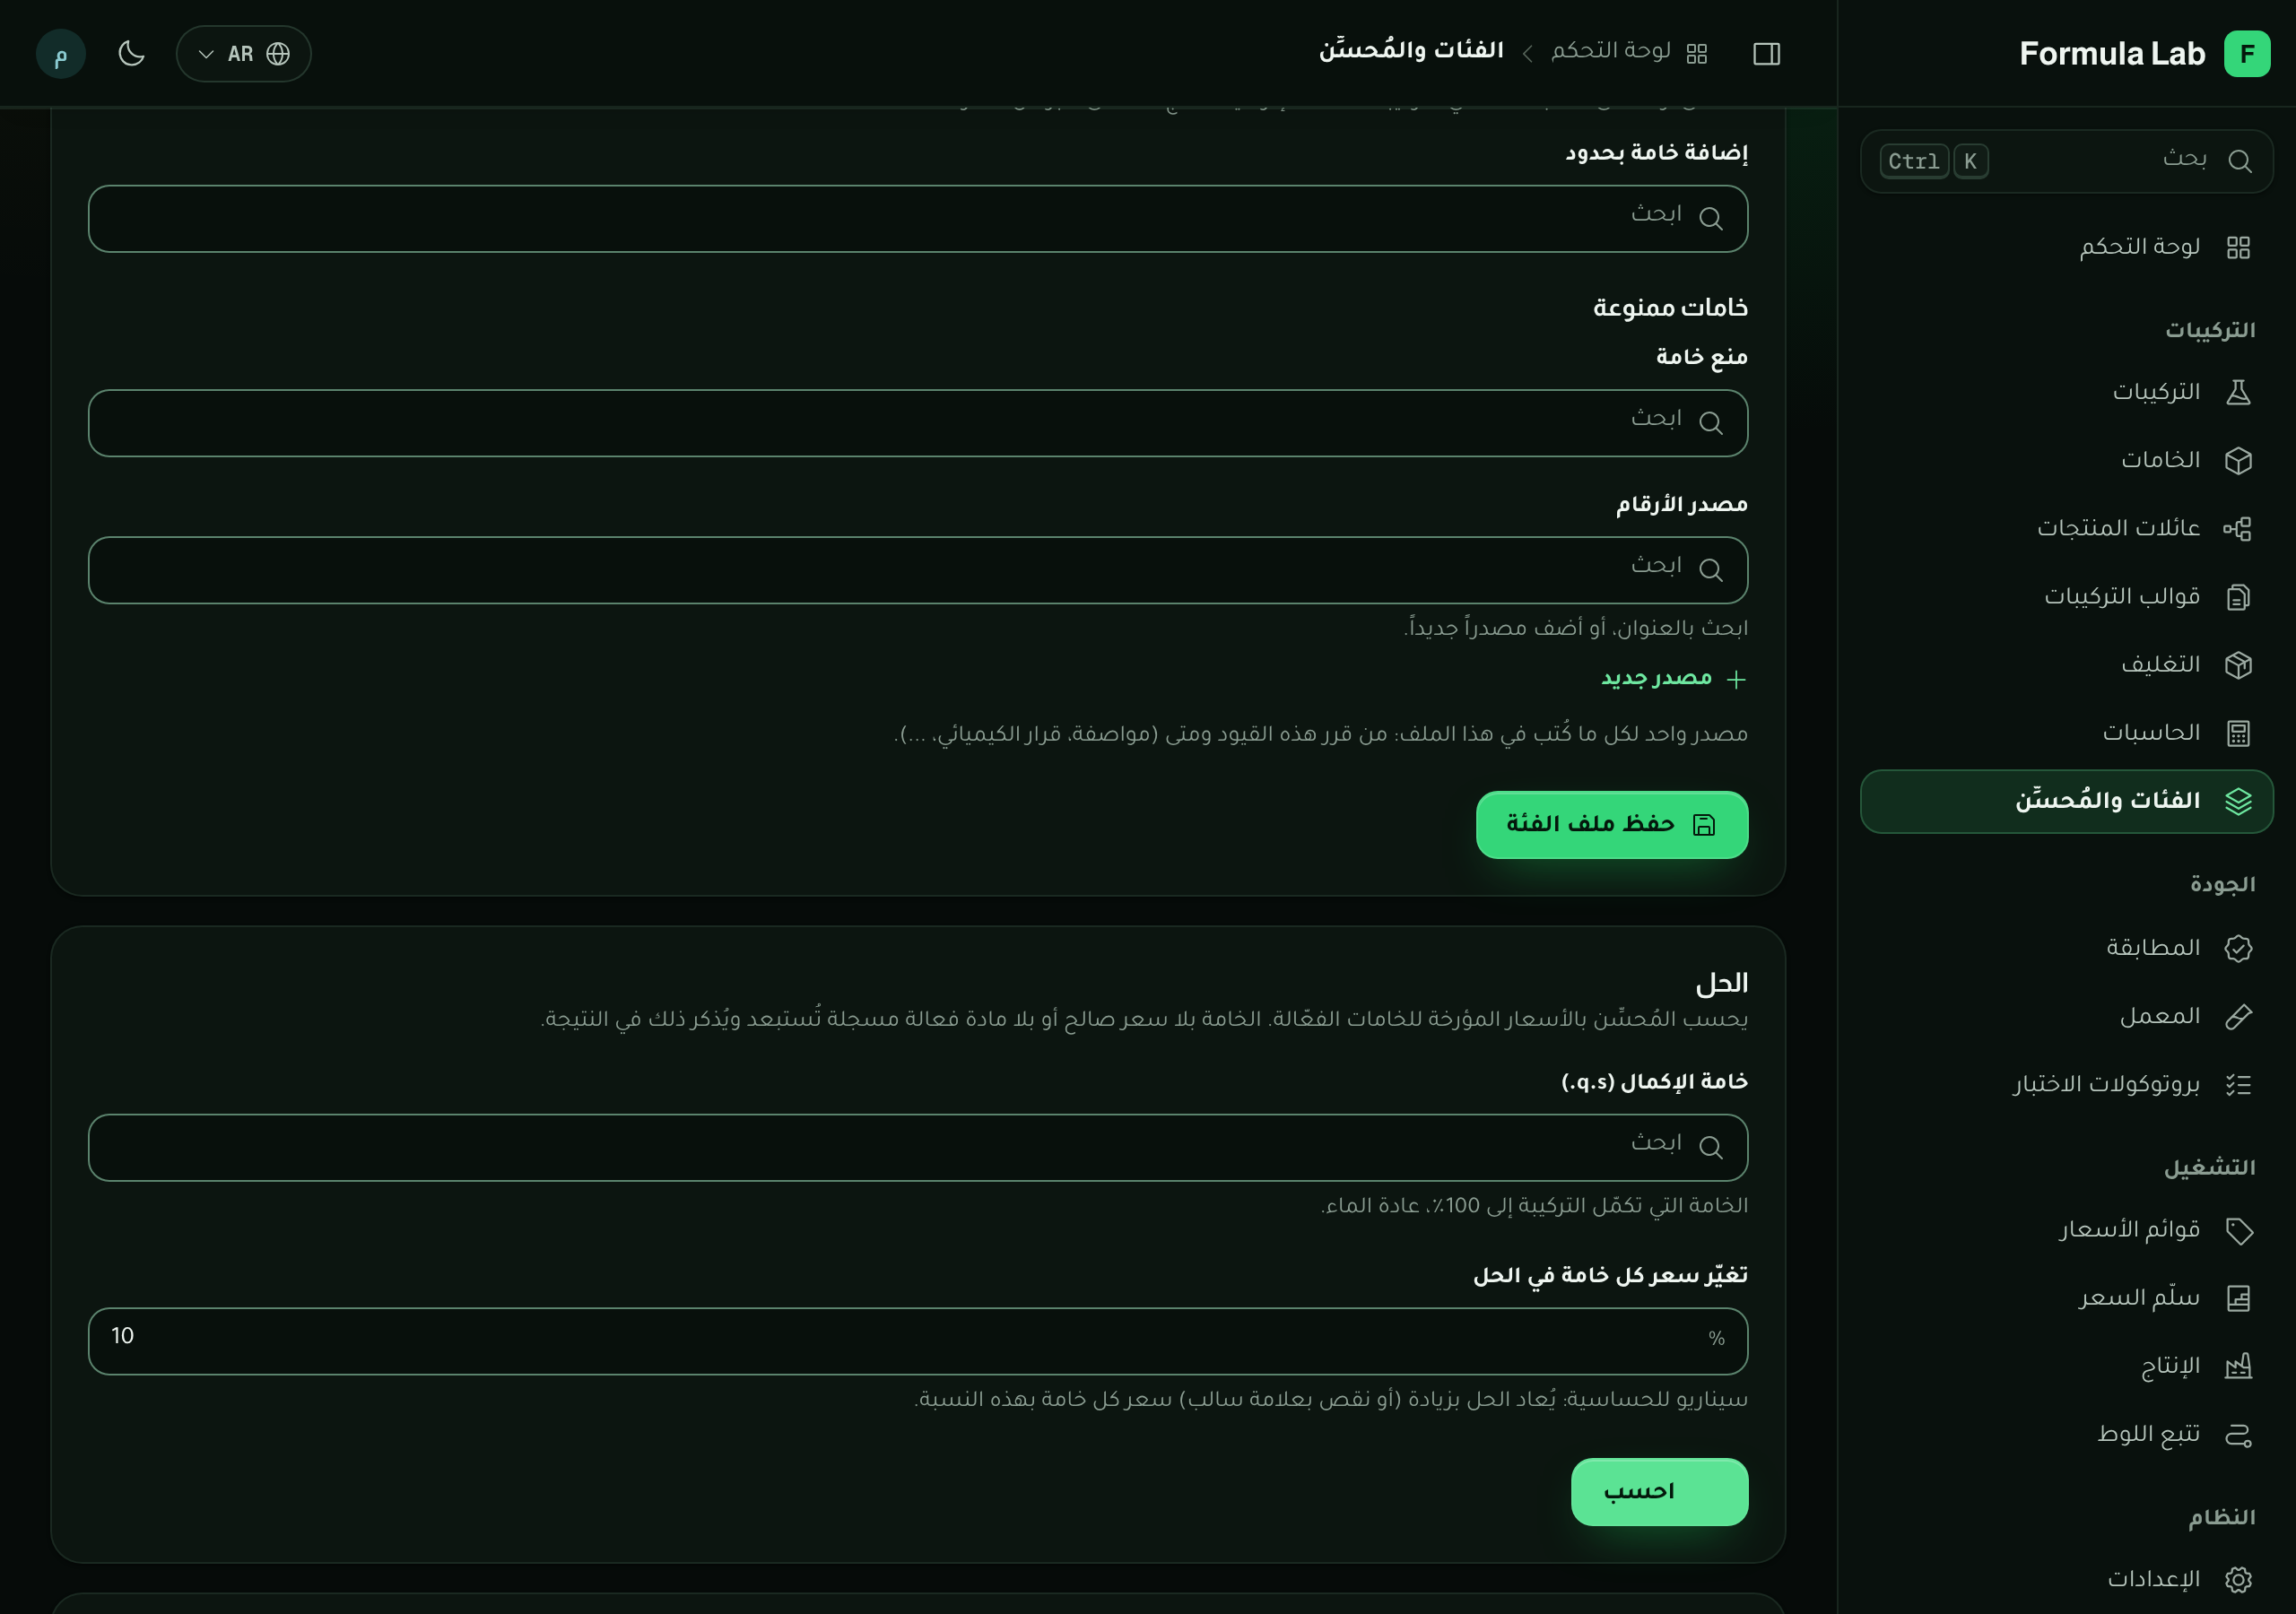 Formula Lab
F
بحث
Ctrl K
لوحة التحكم
التركيبات
التركيبات
الخامات
عائلات المنتجات
قوالب التركيبات
التغليف
الحاسبات
الفئات والمُحسِّن
الجودة
المطابقة
المعمل
بروتوكولات الاختبار
التشغيل
قوائم الأسعار
سلّم السعر
الإنتاج
تتبع اللوط
النظام
الإعدادات
لوحة التحكم
الفئات والمُحسِّن
AR
م
إضافة خامة بحدود
ابحث
خامات ممنوعة
منع خامة
ابحث
مصدر الأرقام
ابحث
ابحث بالعنوان، أو أضف مصدراً جديداً.
مصدر جديد
مصدر واحد لكل ما كُتب في هذا الملف: من قرر هذه القيود ومتى (مواصفة، قرار الكيميائي، ...).
حفظ ملف الفئة
الحل
يحسب المُحسِّن بالأسعار المؤرخة للخامات الفعّالة. الخامة بلا سعر صالح أو بلا مادة فعالة مسجلة تُستبعد ويُذكر ذلك في النتيجة.
خامة الإكمال (q.s.)
ابحث
الخامة التي تكمّل التركيبة إلى 100٪، عادة الماء.
تغيّر سعر كل خامة في الحل
%
10
سيناريو للحساسية: يُعاد الحل بزيادة (أو نقص بعلامة سالب) سعر كل خامة بهذه النسبة.
احسب